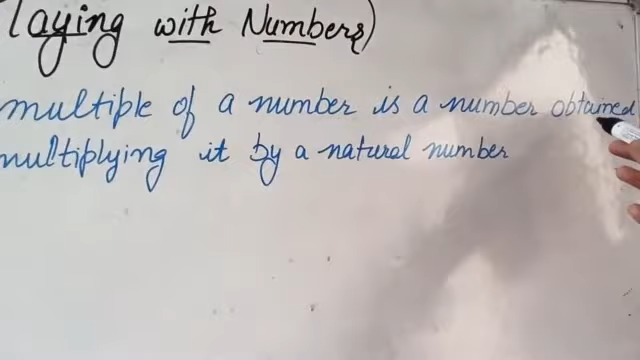 laying with Numbers)
multiple of a number is a number obtained
multiplying it by a natural number